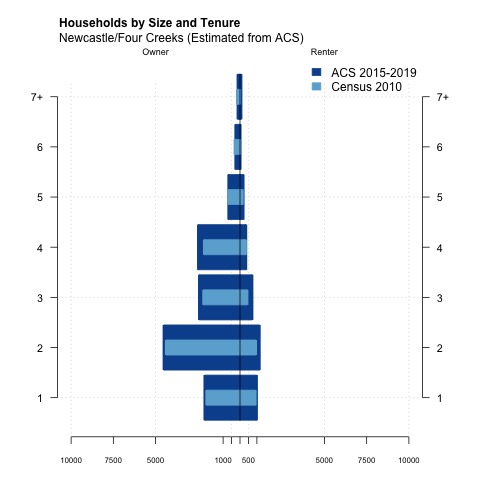 Households by Size and Tenure
Newcastle/Four Creeks (Estimated from ACS)
Owner Renter
ACS 2015-2019
Census 2010
7+ 7+
6 6
5 5
4 4
3 3
2 2
1 1
10000 7500 5000 1000 500 5000 7500 10000